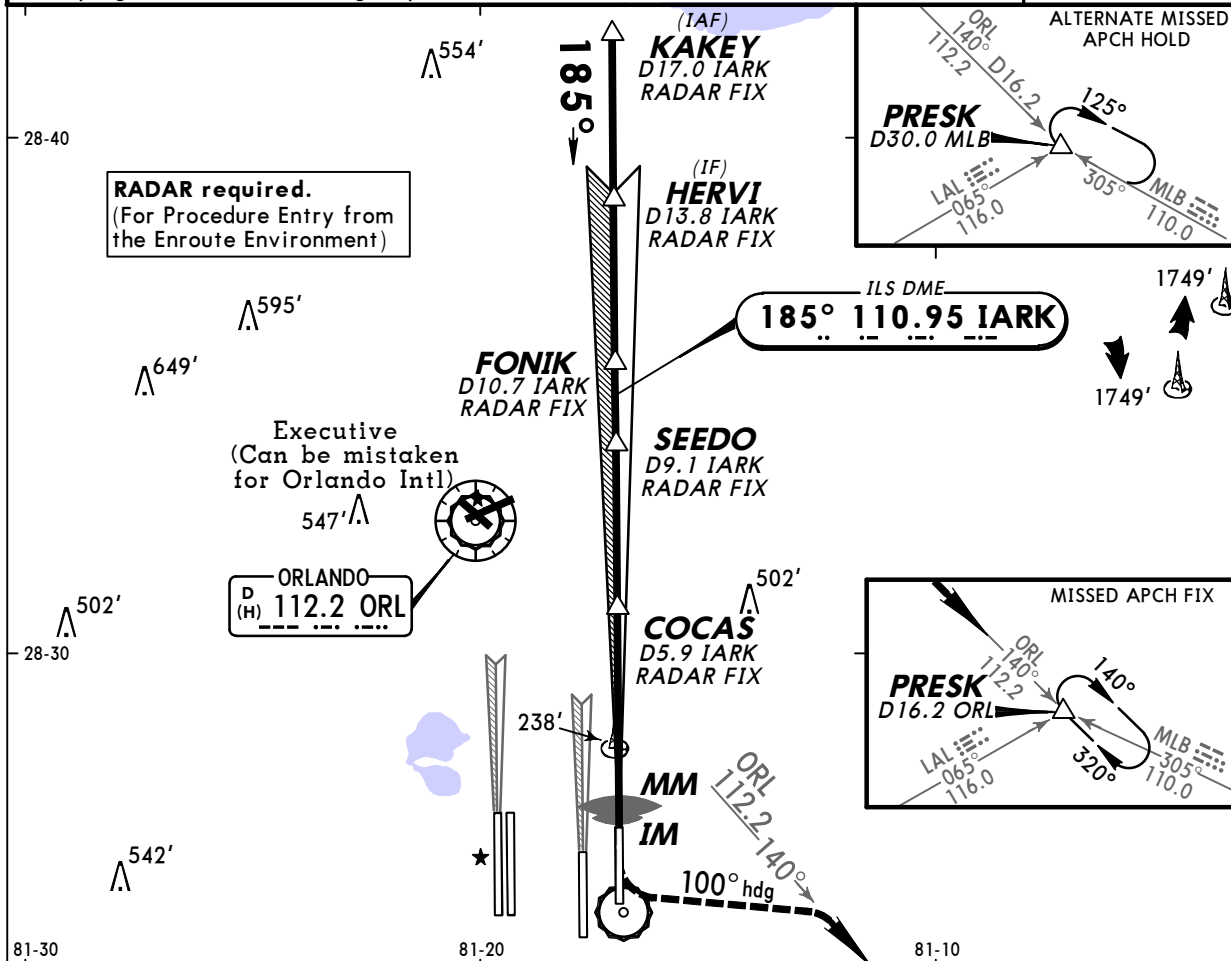 (IAF)
KAKEY
D17.0 IARK
RADAR FIX
185°
554'
28-40
RADAR required.
(For Procedure Entry from
the Enroute Environment)
(IF)
HERVI
D13.8 IARK
RADAR FIX
ALTERNATE MISSED
APCH HOLD
ORL
140° D16.2
112.2
125°
PRESK
D30.0 MLB
LAL
065°
116.0
305°
MLB
110.0
ILS DME
185° 110.95 IARK
1749'
1749'
595'
649'
FONIK
D10.7 IARK
RADAR FIX
SEEDO
D9.1 IARK
RADAR FIX
Executive
(Can be mistaken
for Orlando Intl)
547'
ORLANDO
D
(H) 112.2 ORL
502'
502'
28-30
COCAS
D5.9 IARK
RADAR FIX
MISSED APCH FIX
ORL
140°
112.2
140°
PRESK
D16.2 ORL
LAL
065°
116.0
320°
MLB
305°
110.0
238'
MM
IM
ORL
112.2
140°
100° hdg
542'
81-30
81-20
81-10